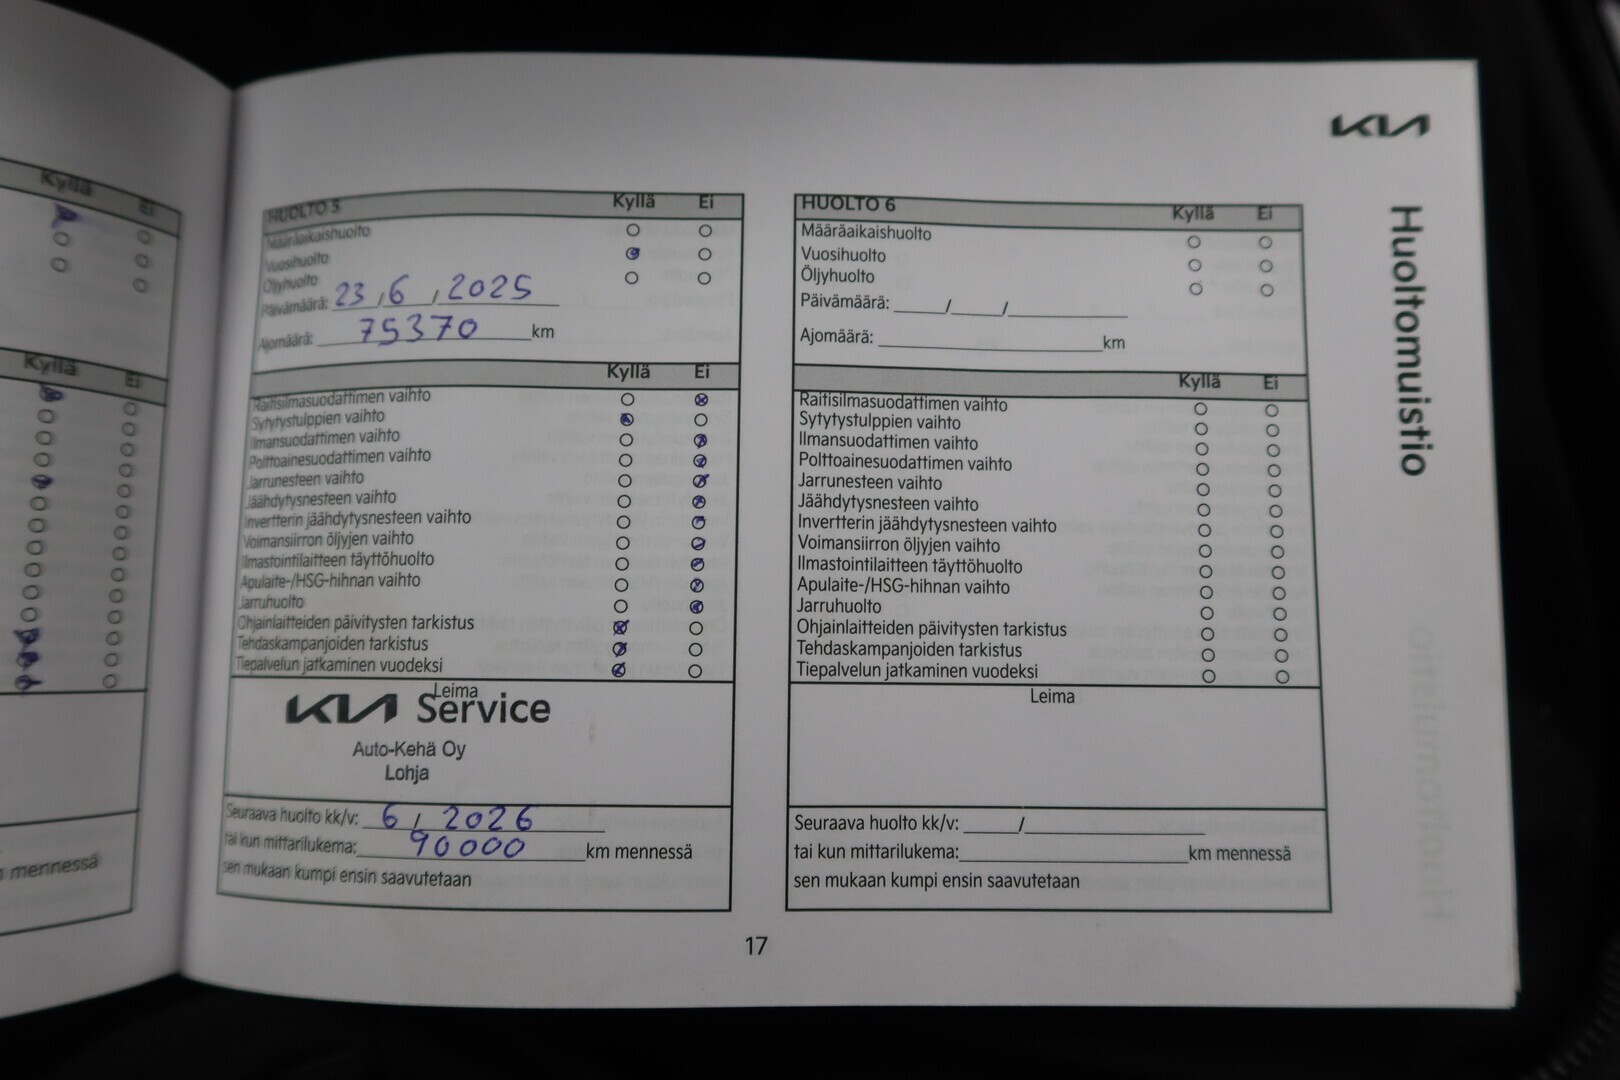 Kyllä Ei
Kyllä Ei
mennessä
HUOLTO 5 Kyllä Ei
Määräaikaishuolto
Vuosihuolto
Öljyhuolto
Päivämäärä: 23 / 6 / 2025
Ajomäärä: 75370 km
Kyllä Ei
Raitisilmasuodattimen vaihto
Sytytystulppien vaihto
Ilmansuodattimen vaihto
Polttoainesuodattimen vaihto
Jarrunesteen vaihto
Jäähdytysnesteen vaihto
Invertterin jäähdytysnesteen vaihto
Voimansiirron öljyjen vaihto
Ilmastointilaitteen täyttöhuolto
Apulaite-/HSG-hihnan vaihto
Jarruhuolto
Ohjainlaitteiden päivitysten tarkistus
Tehdaskampanjoiden tarkistus
Tiepalvelun jatkaminen vuodeksi
Leima
KIA Service
Auto-Kehä Oy
Lohja
Seuraava huolto kk/v: 6 / 2026
tai kun mittarilukema: 90000 km mennessä
sen mukaan kumpi ensin saavutetaan
HUOLTO 6 Kyllä Ei
Määräaikaishuolto
Vuosihuolto
Öljyhuolto
Päivämäärä: / /
Ajomäärä: km
Kyllä Ei
Raitisilmasuodattimen vaihto
Sytytystulppien vaihto
Ilmansuodattimen vaihto
Polttoainesuodattimen vaihto
Jarrunesteen vaihto
Jäähdytysnesteen vaihto
Invertterin jäähdytysnesteen vaihto
Voimansiirron öljyjen vaihto
Ilmastointilaitteen täyttöhuolto
Apulaite-/HSG-hihnan vaihto
Jarruhuolto
Ohjainlaitteiden päivitysten tarkistus
Tehdaskampanjoiden tarkistus
Tiepalvelun jatkaminen vuodeksi
Leima
Seuraava huolto kk/v: /
tai kun mittarilukema: km mennessä
sen mukaan kumpi ensin saavutetaan
KIA
Huoltomuistio
17